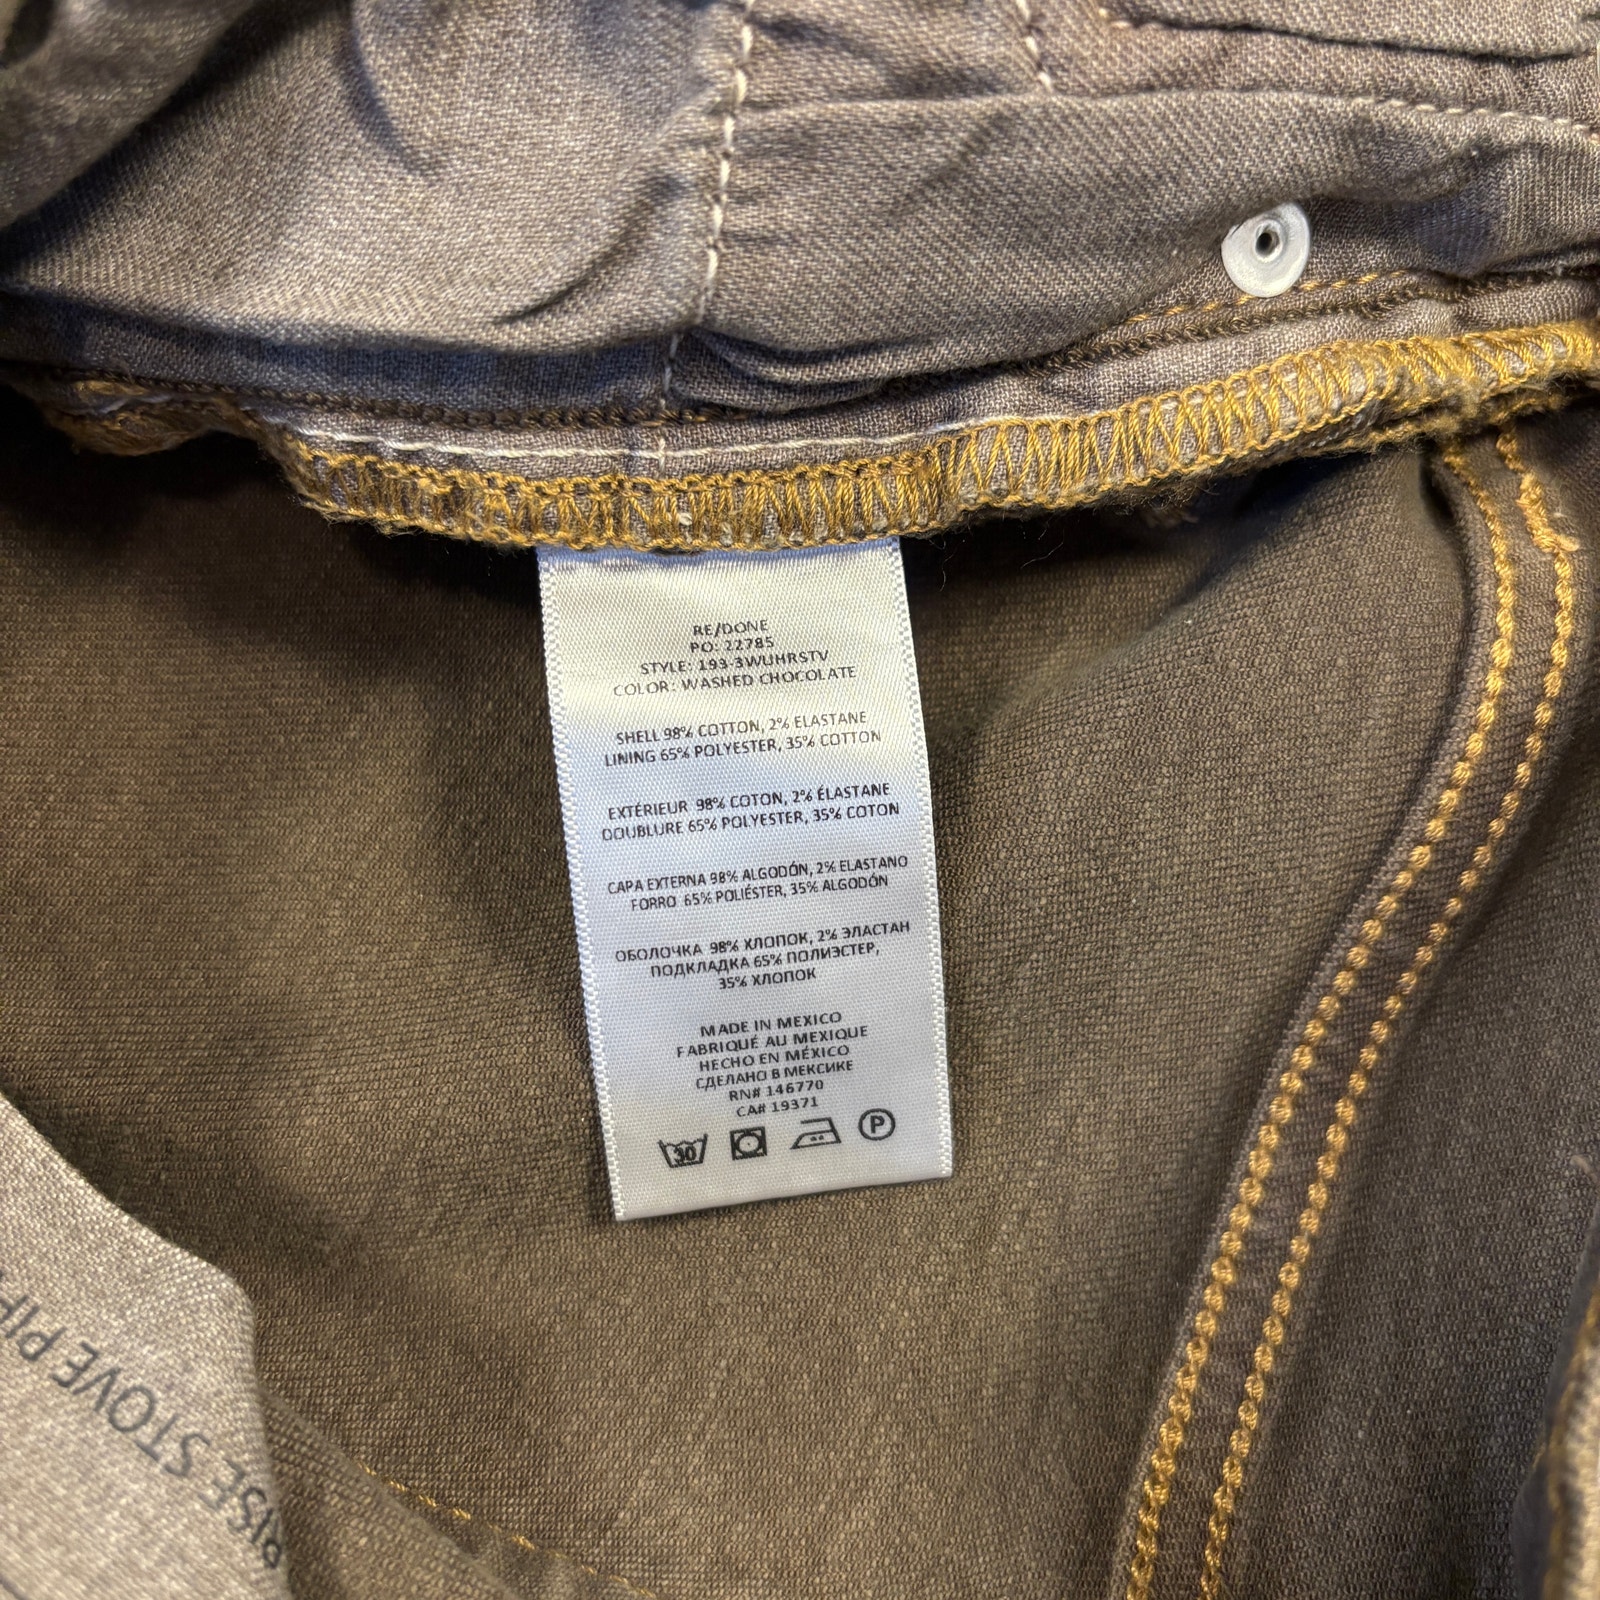 RE/DONE
PO: 22785
STYLE: 193-3WUHRSTV
COLOR: WASHED CHOCOLATE
SHELL 98% COTTON, 2% ELASTANE
LINING 65% POLYESTER, 35% COTTON
EXTÉRIEUR 98% COTON, 2% ÉLASTANE
DOUBLURE 65% POLYESTER, 35% COTON
CAPA EXTERNA 98% ALGODÓN, 2% ELASTANO
FORRO 65% POLIÉSTER, 35% ALGODÓN
ОБОЛОЧКА 98% ХЛОПОК, 2% ЭЛАСТАН
ПОДКЛАДКА 65% ПОЛИЭСТЕР,
35% ХЛОПОК
MADE IN MEXICO
FABRIQUÉ AU MEXIQUE
HECHO EN MÉXICO
СДЕЛАНО В МЕКСИКЕ
RN# 146770
CA# 19371
30 P
RISE STOVE PIP